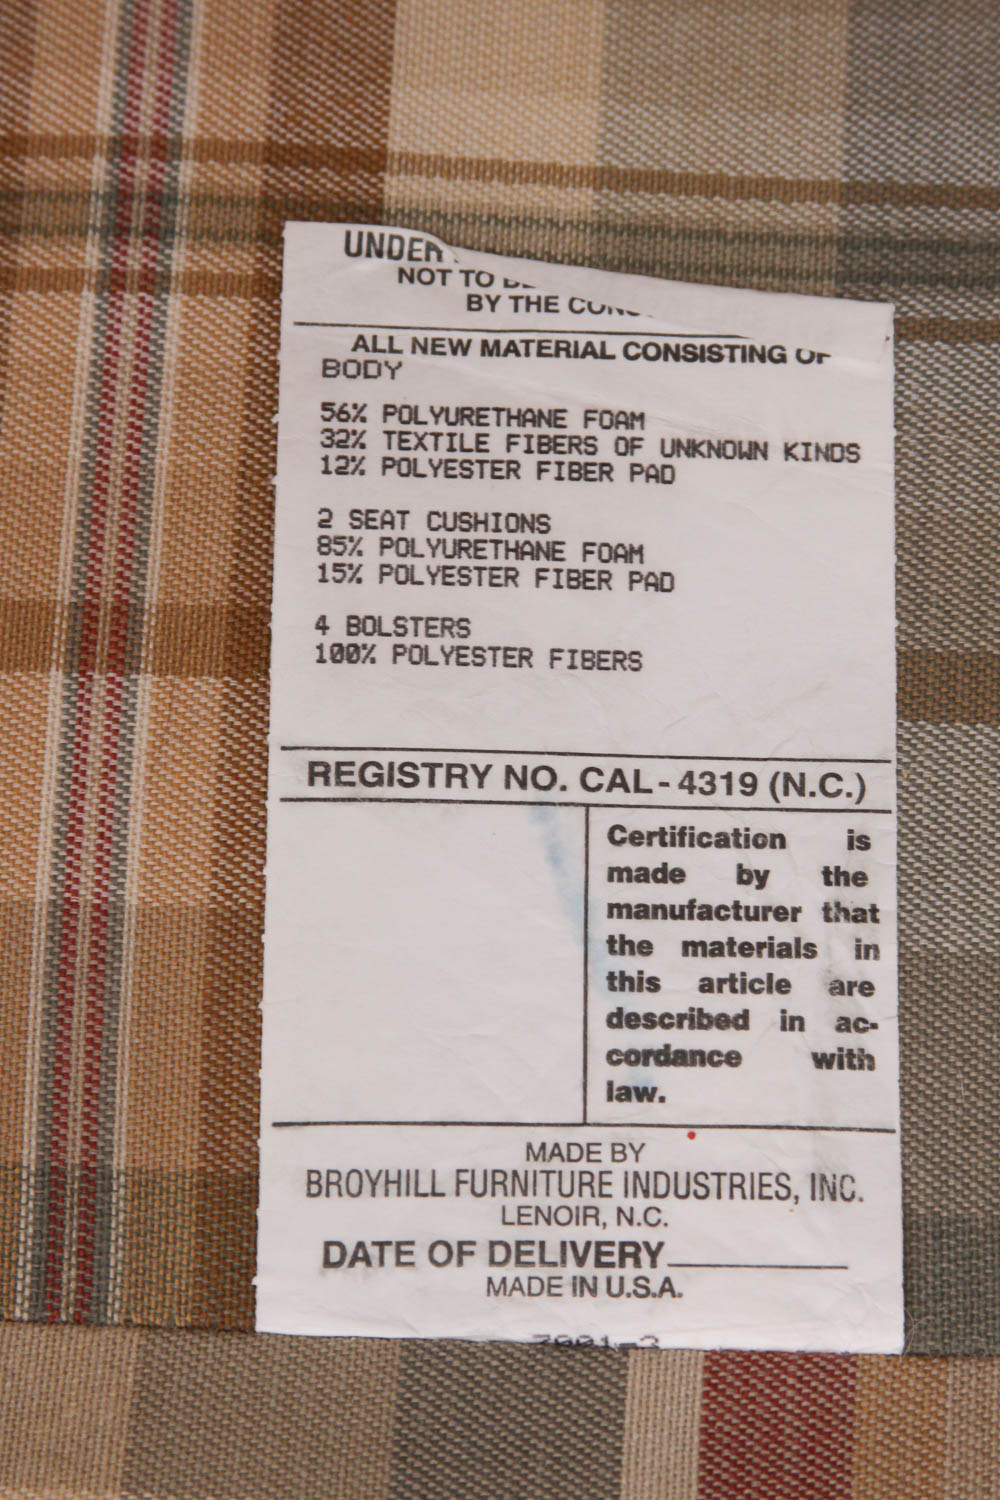 UNDER
NOT TO
BY THE
ALL NEW MATERIAL CONSISTING OF
BODY
56% POLYURETHANE FOAM
32% TEXTILE FIBERS OF UNKNOWN KINDS
12% POLYESTER FIBER PAD
2 SEAT CUSHIONS
85% POLYURETHANE FOAM
15% POLYESTER FIBER PAD
4 BOLSTERS
100% POLYESTER FIBERS
REGISTRY NO. CAL - 4319 (N.C.)
Certification is
made by the
manufacturer that
the materials in
this article are
described in ac-
cordance with
law.
MADE BY
BROYHILL FURNITURE INDUSTRIES, INC.
LENOIR, N.C.
DATE OF DELIVERY
MADE IN U.S.A.